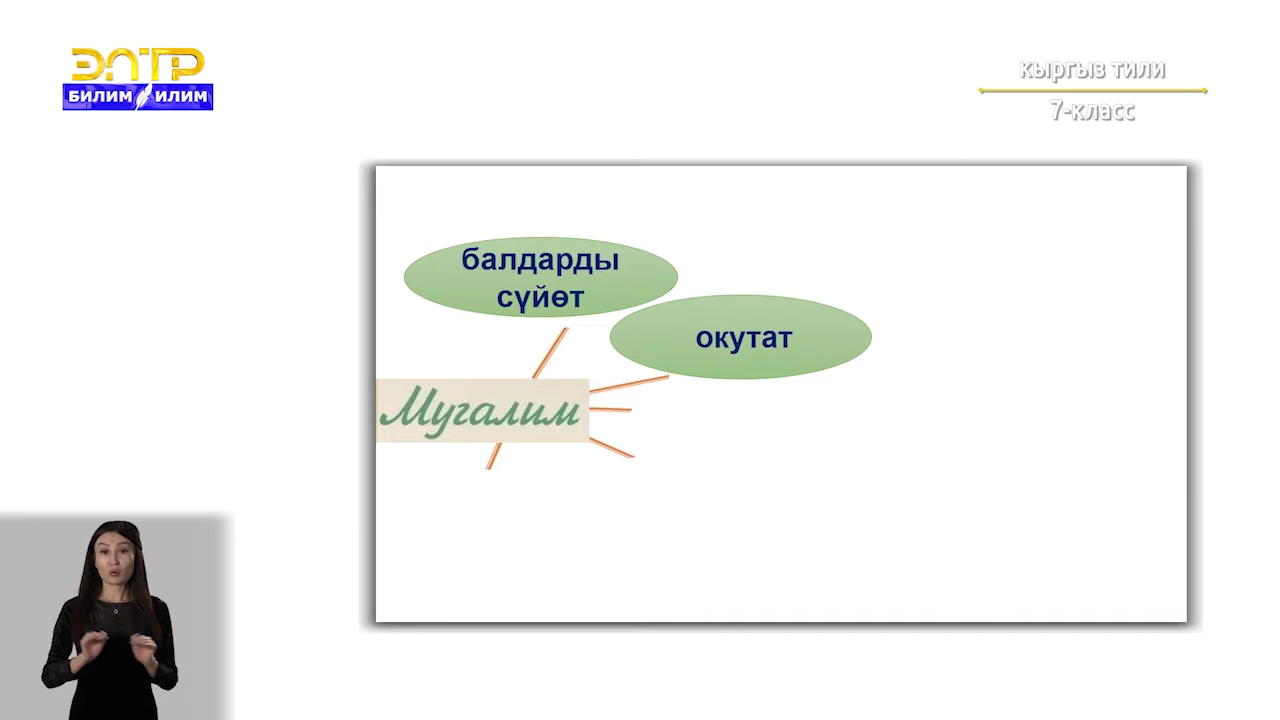 ЭЛТР
БИЛИМ ИЛИМ
кыргыз тили
7-класс
балдарды
сүйөт
окутат
Мугалим